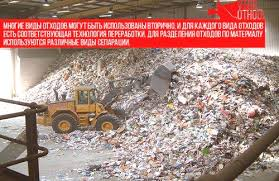 ОТХОД
МНОГИЕ ВИДЫ ОТХОДОВ МОГУТ БЫТЬ ИСПОЛЬЗОВАНЫ ВТОРИЧНО, И ДЛЯ КАЖДОГО ВИДА ОТХОДОВ
ЕСТЬ СООТВЕТСТВУЮЩАЯ ТЕХНОЛОГИЯ ПЕРЕРАБОТКИ. ДЛЯ РАЗДЕЛЕНИЯ ОТХОДОВ ПО МАТЕРИАЛУ
ИСПОЛЬЗУЮТСЯ РАЗЛИЧНЫЕ ВИДЫ СЕПАРАЦИИ.